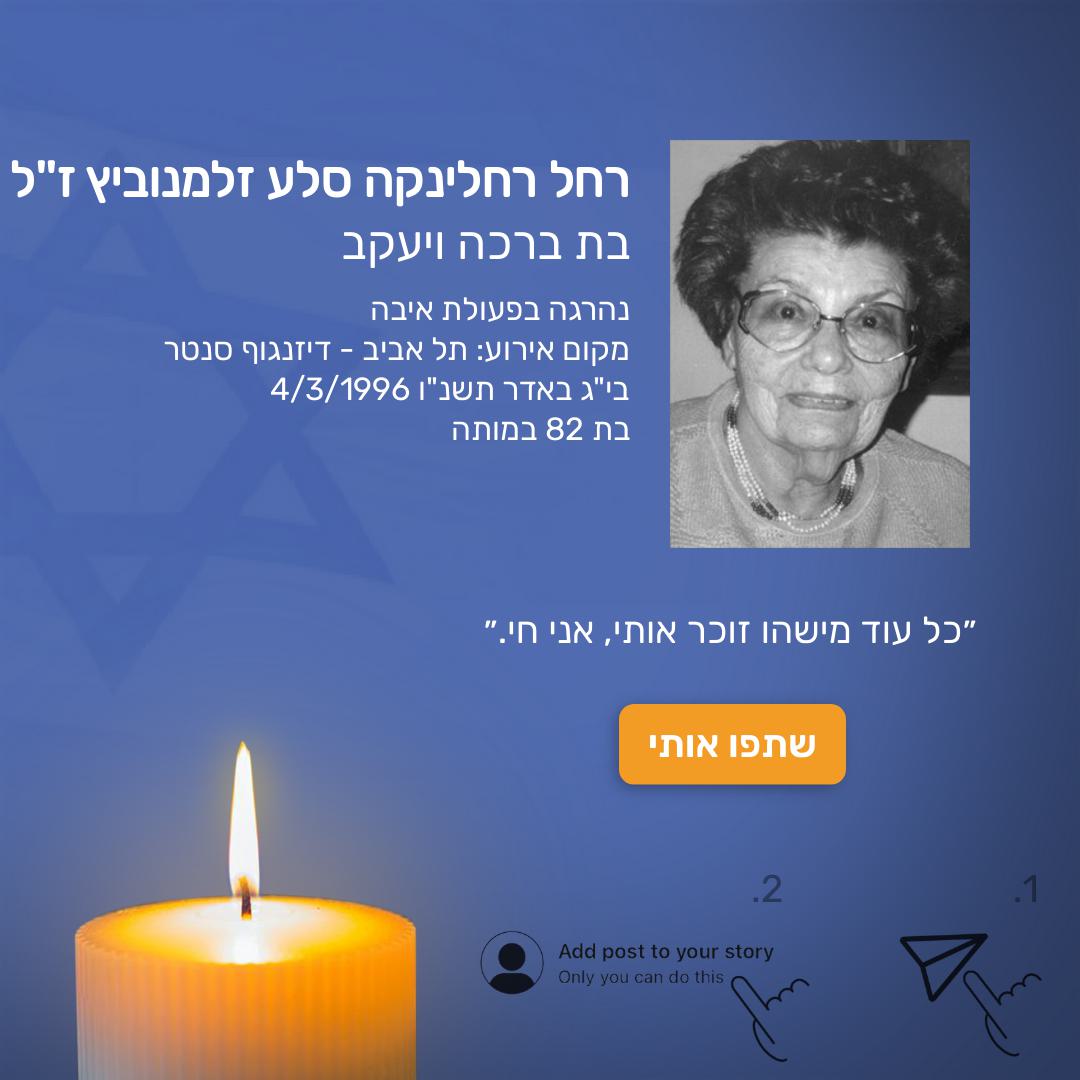 רחל רחלינקה סלע זלמנוביץ ז"ל
בת ברכה ויעקב
נהרגה בפעולת איבה
מקום אירוע: תל אביב - דיזנגוף סנטר
בי"ג באדר תשנ"ו 4/3/1996
בת 82 במותה
״כל עוד מישהו זוכר אותי, אני חי.״
שתפו אותי
1.
2.
Add post to your story
Only you can do this